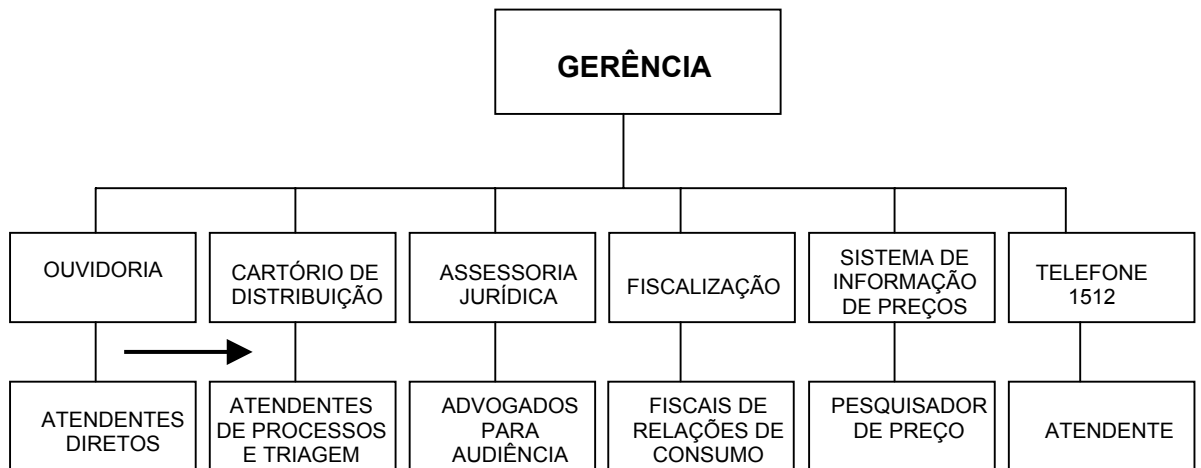 GERÊNCIA
OUVIDORIA
CARTÓRIO DE
DISTRIBUIÇÃO
ASSESSORIA
JURÍDICA
FISCALIZAÇÃO
SISTEMA DE
INFORMAÇÃO
DE PREÇOS
TELEFONE
1512
ATENDENTES
DIRETOS
ATENDENTES
DE PROCESSOS
E TRIAGEM
ADVOGADOS
PARA
AUDIÊNCIA
FISCAIS DE
RELAÇÕES DE
CONSUMO
PESQUISADOR
DE PREÇO
ATENDENTE